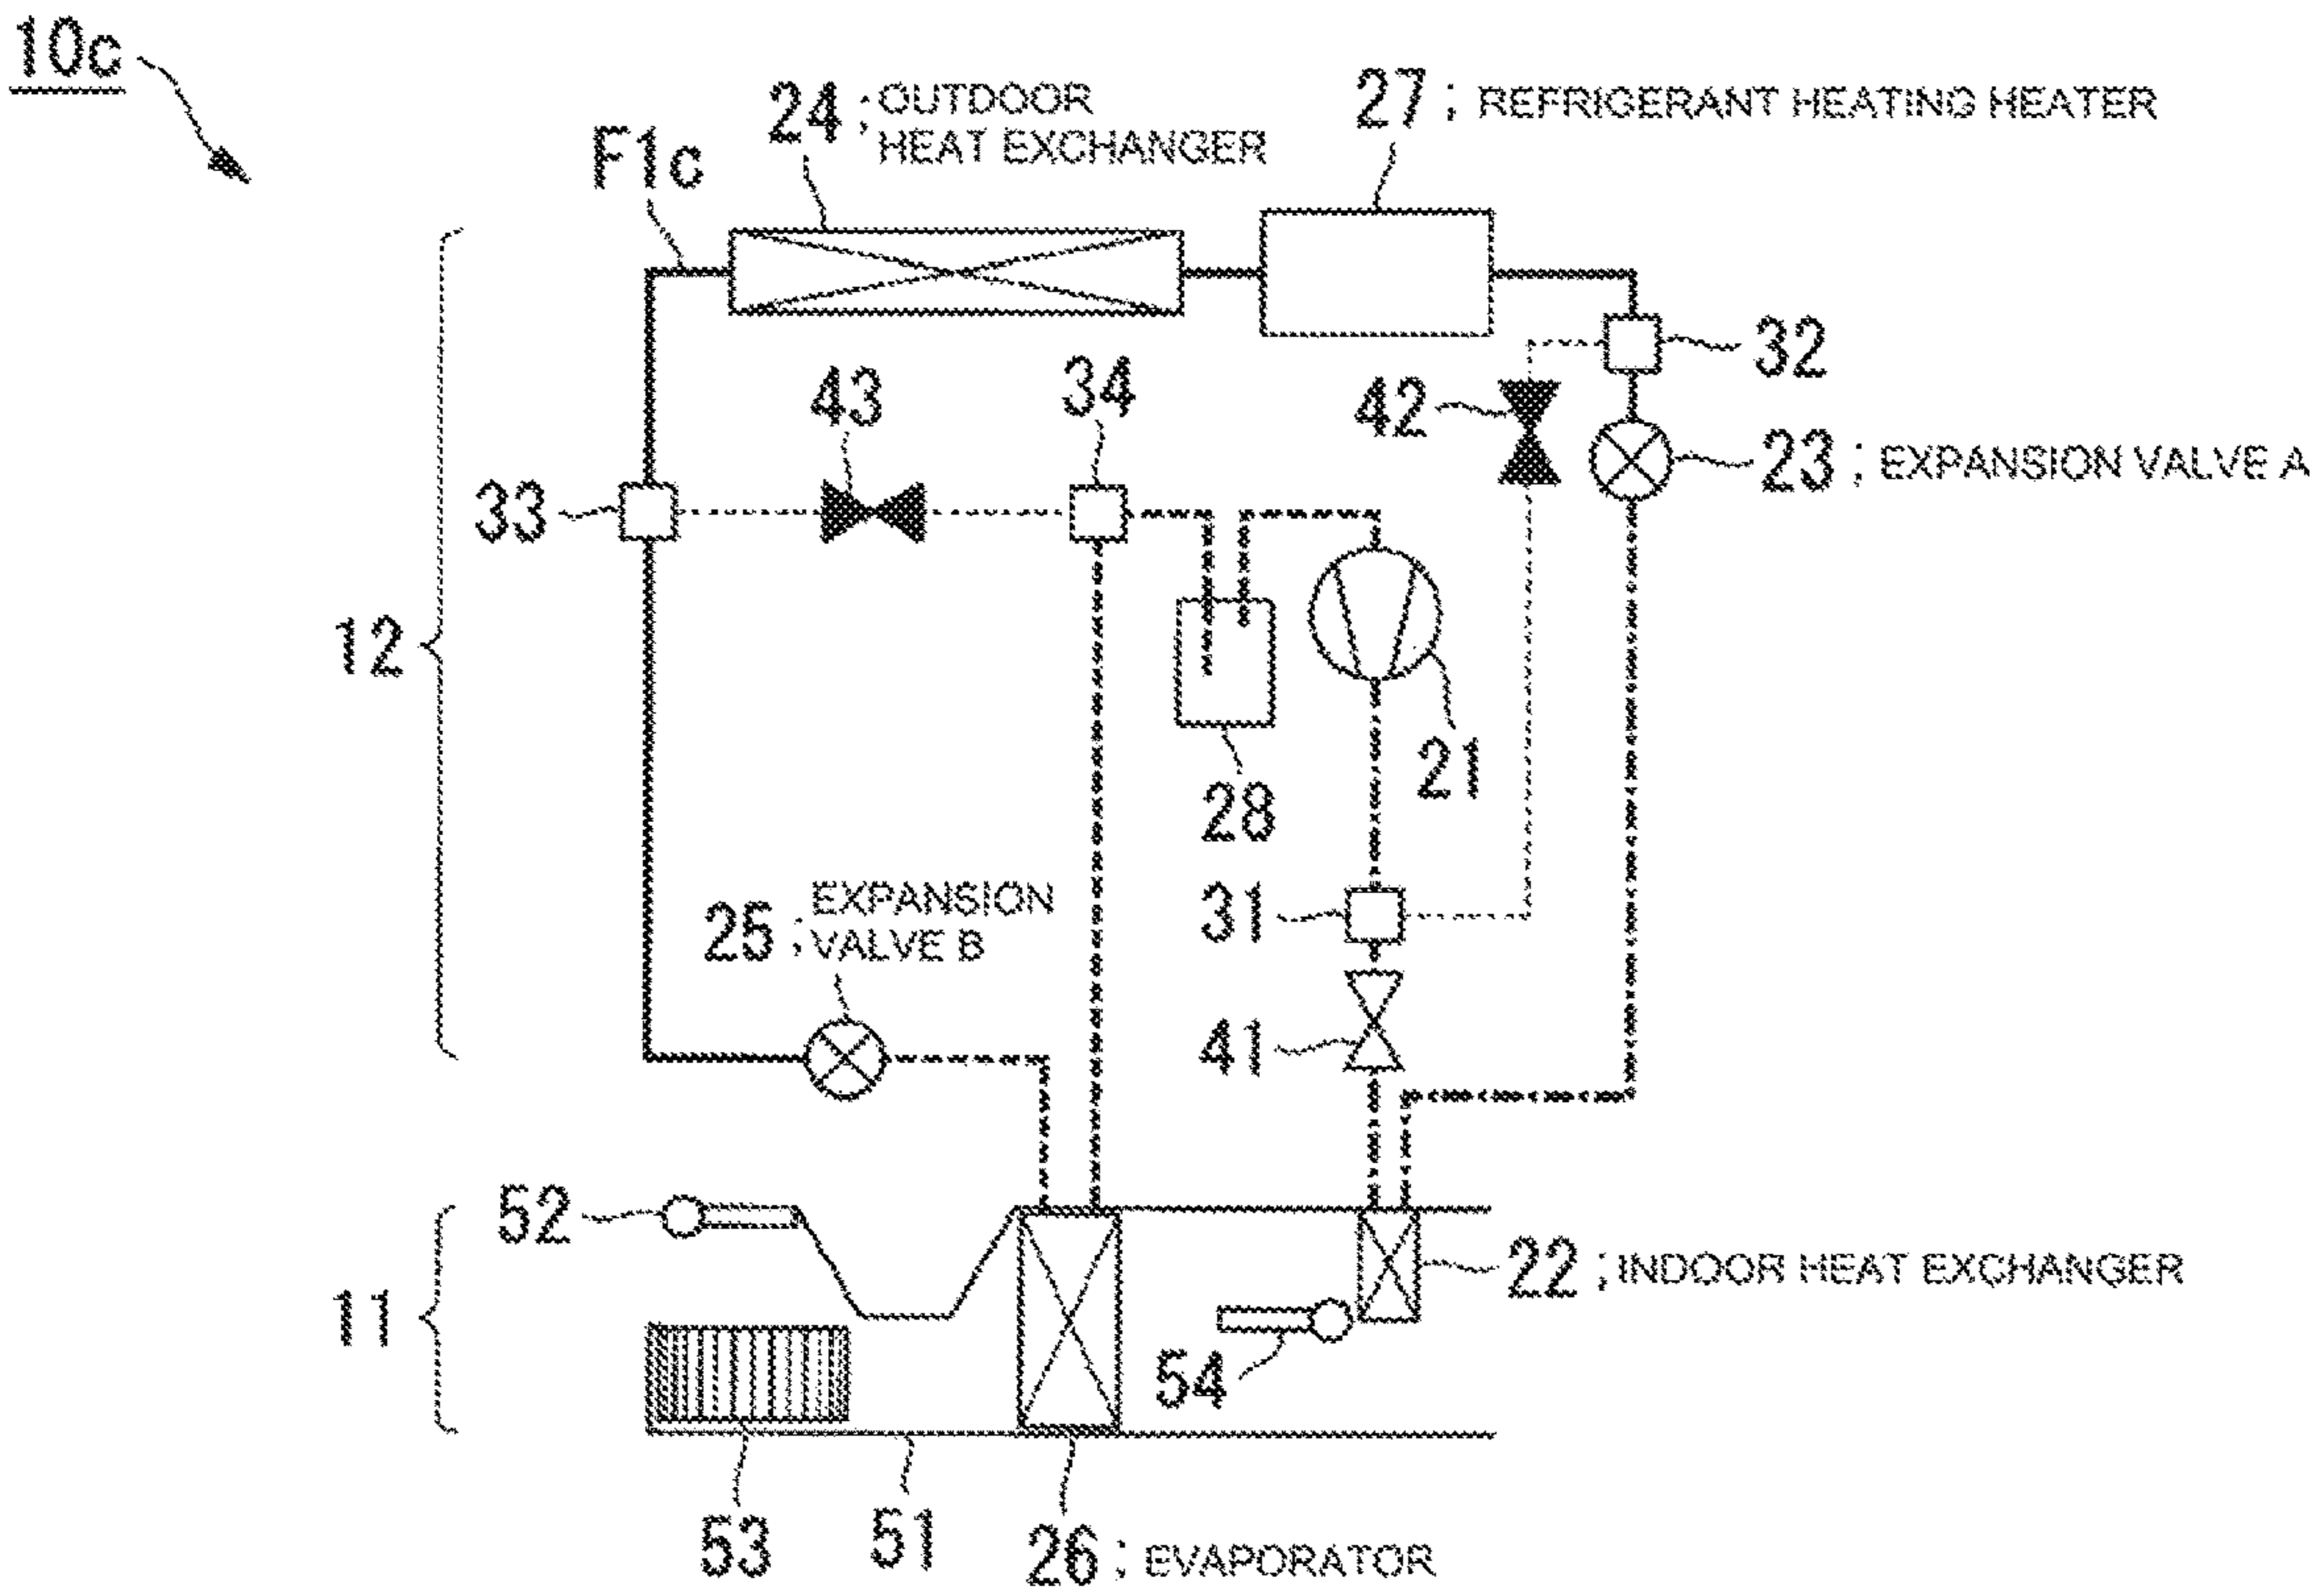 10c
24 ; OUTDOOR
HEAT EXCHANGER
27 ; REFRIGERANT HEATING HEATER
F1c
32
43
34
42
23 ; EXPANSION VALVE A
33
12
21
28
25 ; EXPANSION
VALVE B
31
41
52
22 ; INDOOR HEAT EXCHANGER
11
54
53
51
26 ; EVAPORATOR